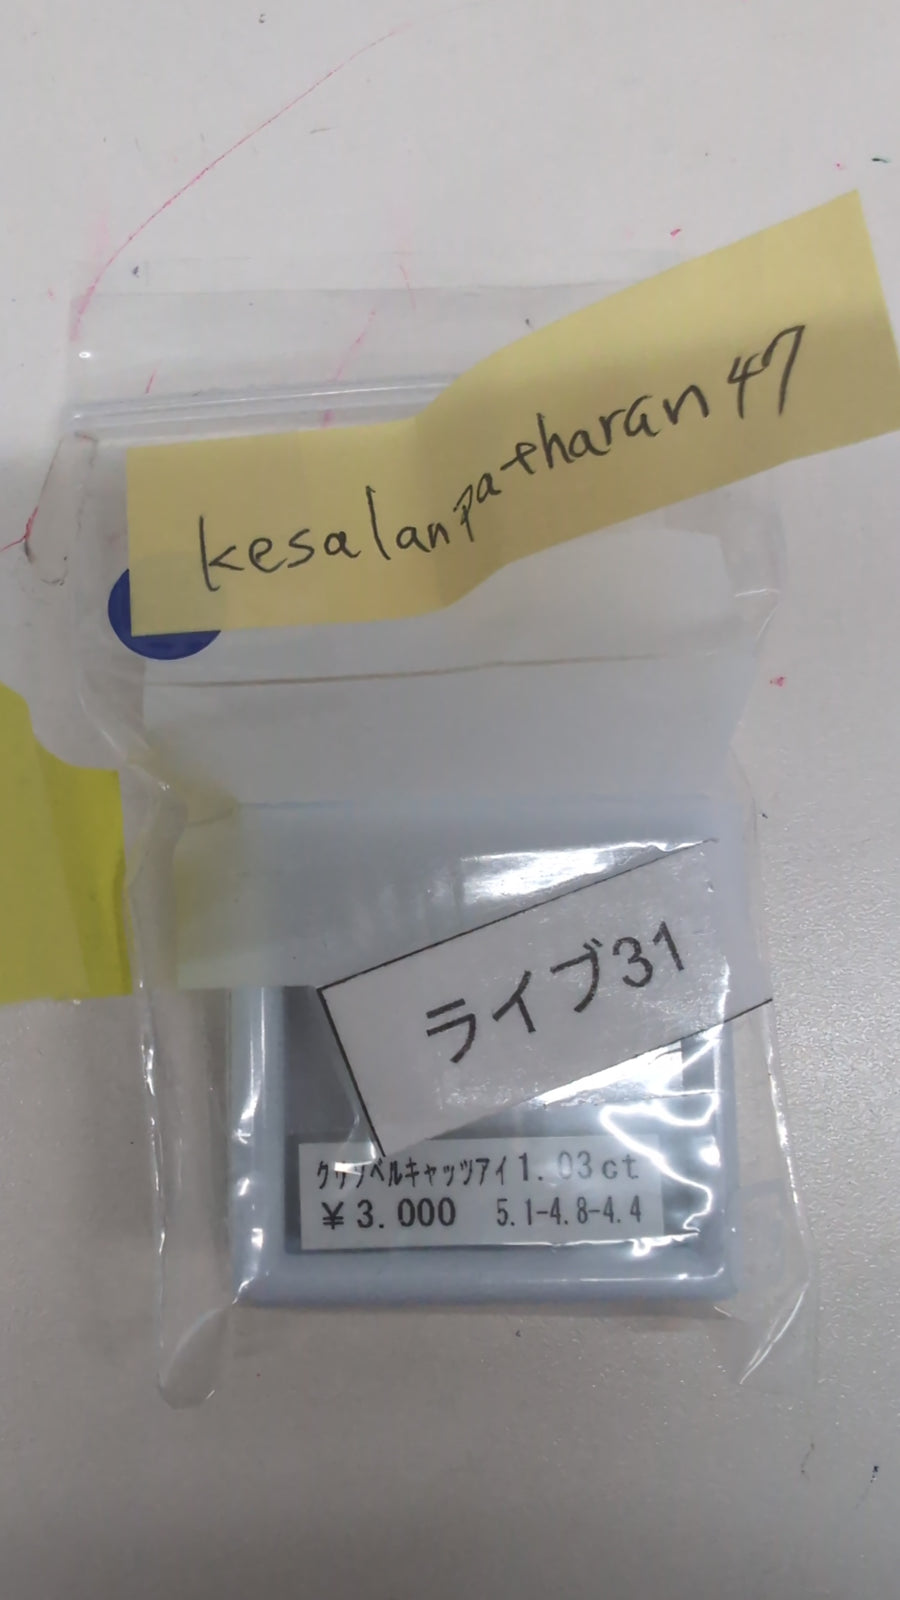 kesalanpatharan47
ライブ31
クリソベルキャッツアイ1.03ct
¥3.000 5.1-4.8-4.4